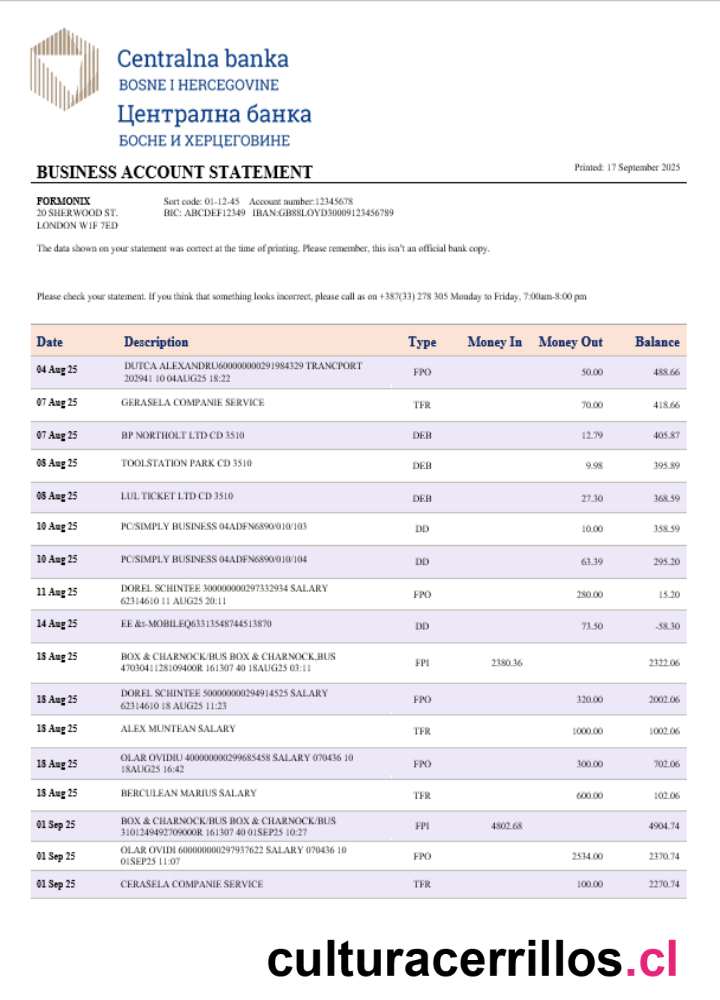 Centralna banka
BOSNE I HERCEGOVINE
Централна банка
БОСНЕ И ХЕРЦЕГОВИНЕ
BUSINESS ACCOUNT STATEMENT Printed: 17 September 2025
FORMONIX Sort code: 01-12-45 Account number:12345678
20 SHERWOOD ST. BIC: ABCDEF12349 IBAN:GB88LOYD30009123456789
LONDON W1F 7ED
The data shown on your statement was correct at the time of printing. Please remember, this isn't an official bank copy.
Please check your statement. If you think that something looks incorrect, please call as on +387(33) 278 305 Monday to Friday, 7:00am-8:00 pm
Date Description Type Money In Money Out Balance
04 Aug 25 DUTCA ALEXANDRU600000000291984329 TRANCPORT
202941 10 04AUG25 18:22 FPO 50.00 488.66
07 Aug 25 GERASELA COMPANIE SERVICE TFR 70.00 418.66
07 Aug 25 BP NORTHOLT LTD CD 3510 DEB 12.79 405.87
08 Aug 25 TOOLSTATION PARK CD 3510 DEB 9.98 395.89
08 Aug 25 LUL TICKET LTD CD 3510 DEB 27.30 368.59
10 Aug 25 PC/SIMPLY BUSINESS 04ADFN6890/010/103 DD 10.00 358.59
10 Aug 25 PC/SIMPLY BUSINESS 04ADFN6890/010/104 DD 63.39 295.20
11 Aug 25 DOREL SCHINTEE 300000000297332934 SALARY
62314610 11 AUG25 20:11 FPO 280.00 15.20
14 Aug 25 EE &t-MOBILEQ63313548744513870 DD 73.50 -58.30
18 Aug 25 BOX & CHARNOCK/BUS BOX & CHARNOCK,BUS
4703041128109400R 161307 40 18AUG25 03:11 FPI 2380.36 2322.06
18 Aug 25 DOREL SCHINTEE 500000000294914525 SALARY
62314610 18 AUG25 11:23 FPO 320.00 2002.06
18 Aug 25 ALEX MUNTEAN SALARY TFR 1000.00 1002.06
18 Aug 25 OLAR OVIDIU 400000000299685458 SALARY 070436 10
18AUG25 16:42 FPO 300.00 702.06
18 Aug 25 BERCULEAN MARIUS SALARY TFR 600.00 102.06
01 Sep 25 BOX & CHARNOCK/BUS BOX & CHARNOCK/BUS
3101249492709000R 161307 40 01SEP25 10:27 FPI 4802.68 4904.74
01 Sep 25 OLAR OVIDI 600000000297937622 SALARY 070436 10
01SEP25 11:07 FPO 2534.00 2370.74
01 Sep 25 CERASELA COMPANIE SERVICE TFR 100.00 2270.74
culturacerrillos.cl